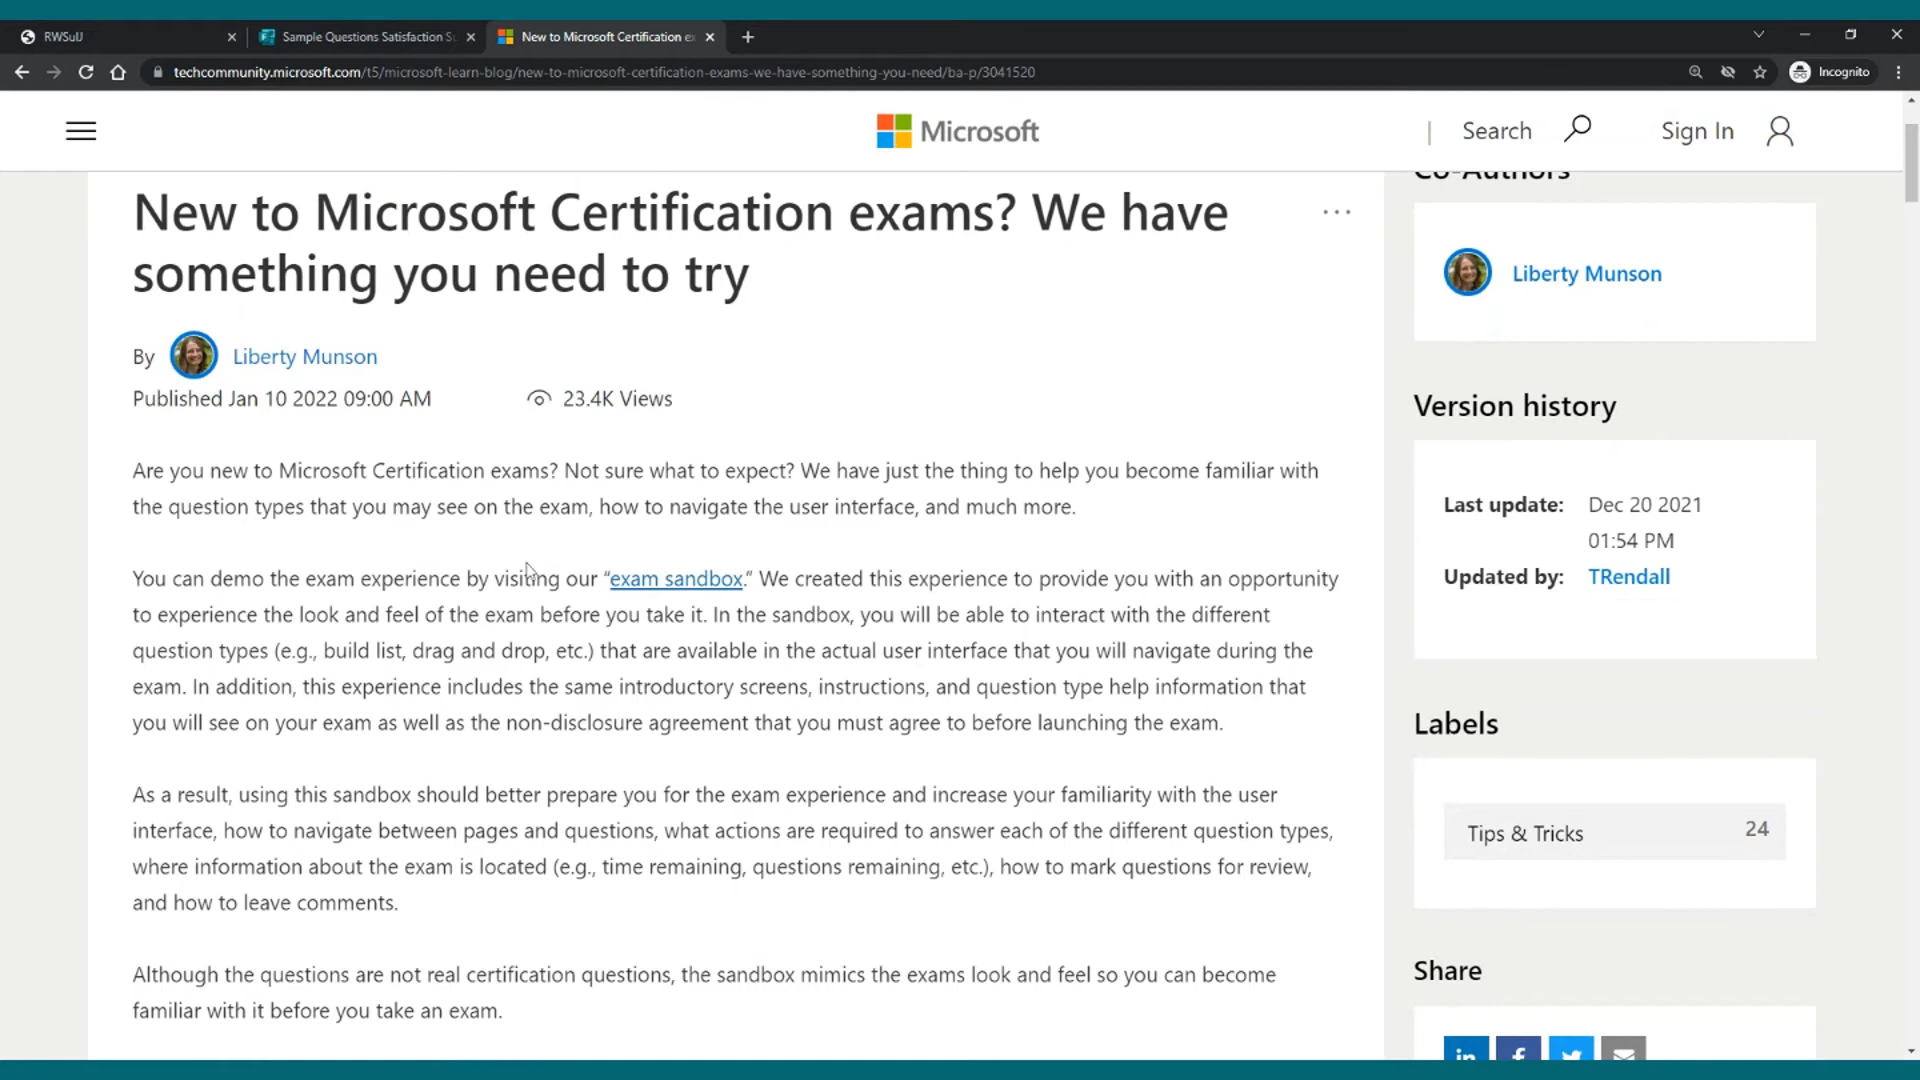 RWSulJ
Sample Questions Satisfaction Su
New to Microsoft Certification ex
techcommunity.microsoft.com/t5/microsoft-learn-blog/new-to-microsoft-certification-exams-we-have-something-you-need/ba-p/3041520
Incognito
Microsoft
| Search
Sign In
New to Microsoft Certification exams? We have
something you need to try
By Liberty Munson
Published Jan 10 2022 09:00 AM
23.4K Views
Are you new to Microsoft Certification exams? Not sure what to expect? We have just the thing to help you become familiar with
the question types that you may see on the exam, how to navigate the user interface, and much more.
You can demo the exam experience by visiting our “exam sandbox.” We created this experience to provide you with an opportunity
to experience the look and feel of the exam before you take it. In the sandbox, you will be able to interact with the different
question types (e.g., build list, drag and drop, etc.) that are available in the actual user interface that you will navigate during the
exam. In addition, this experience includes the same introductory screens, instructions, and question type help information that
you will see on your exam as well as the non-disclosure agreement that you must agree to before launching the exam.
As a result, using this sandbox should better prepare you for the exam experience and increase your familiarity with the user
interface, how to navigate between pages and questions, what actions are required to answer each of the different question types,
where information about the exam is located (e.g., time remaining, questions remaining, etc.), how to mark questions for review,
and how to leave comments.
Although the questions are not real certification questions, the sandbox mimics the exams look and feel so you can become
familiar with it before you take an exam.
Co-Authors
Liberty Munson
Version history
Last update: Dec 20 2021
01:54 PM
Updated by: TRendall
Labels
Tips & Tricks 24
Share